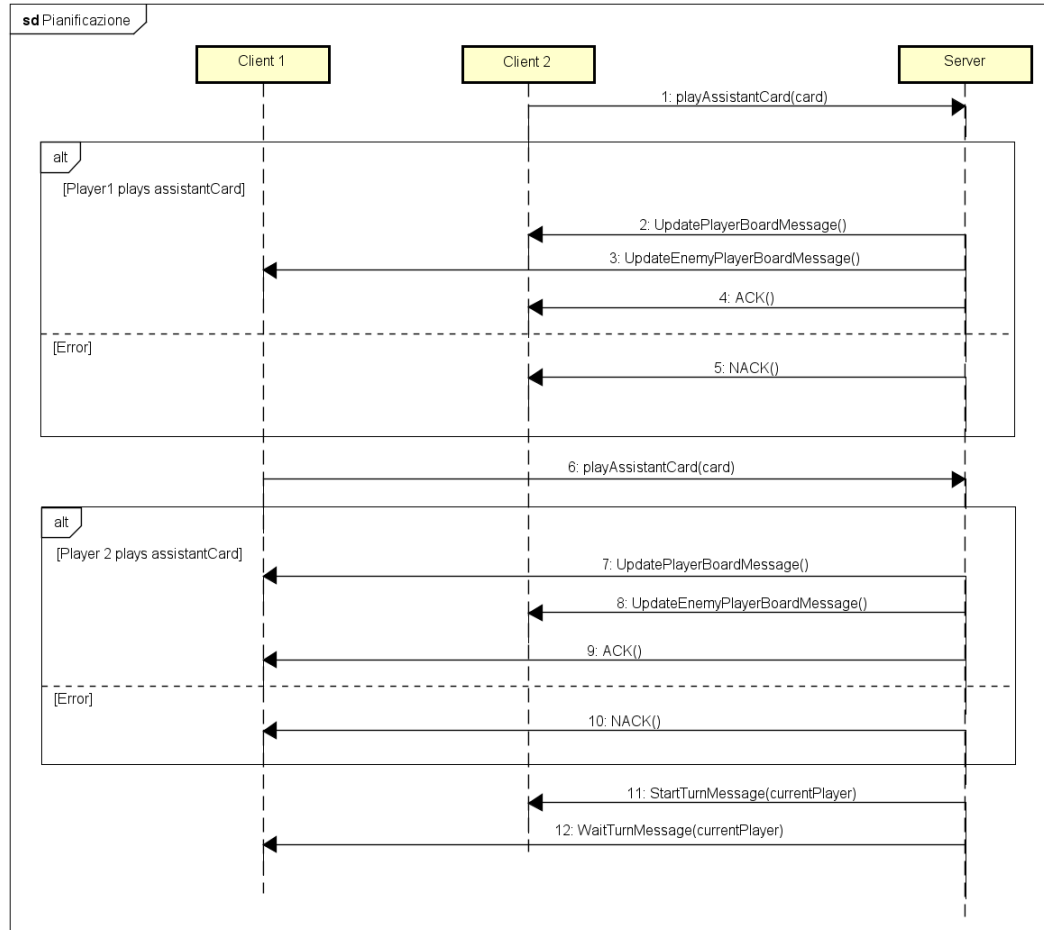 sd Pianificazione
Client 1
Client 2
Server
1: playAssistantCard(card)
alt
[Player1 plays assistantCard]
2: UpdatePlayerBoardMessage()
3: UpdateEnemyPlayerBoardMessage()
4: ACK()
[Error]
5: NACK()
6: playAssistantCard(card)
alt
[Player 2 plays assistantCard]
7: UpdatePlayerBoardMessage()
8: UpdateEnemyPlayerBoardMessage()
9: ACK()
[Error]
10: NACK()
11: StartTurnMessage(currentPlayer)
12: WaitTurnMessage(currentPlayer)